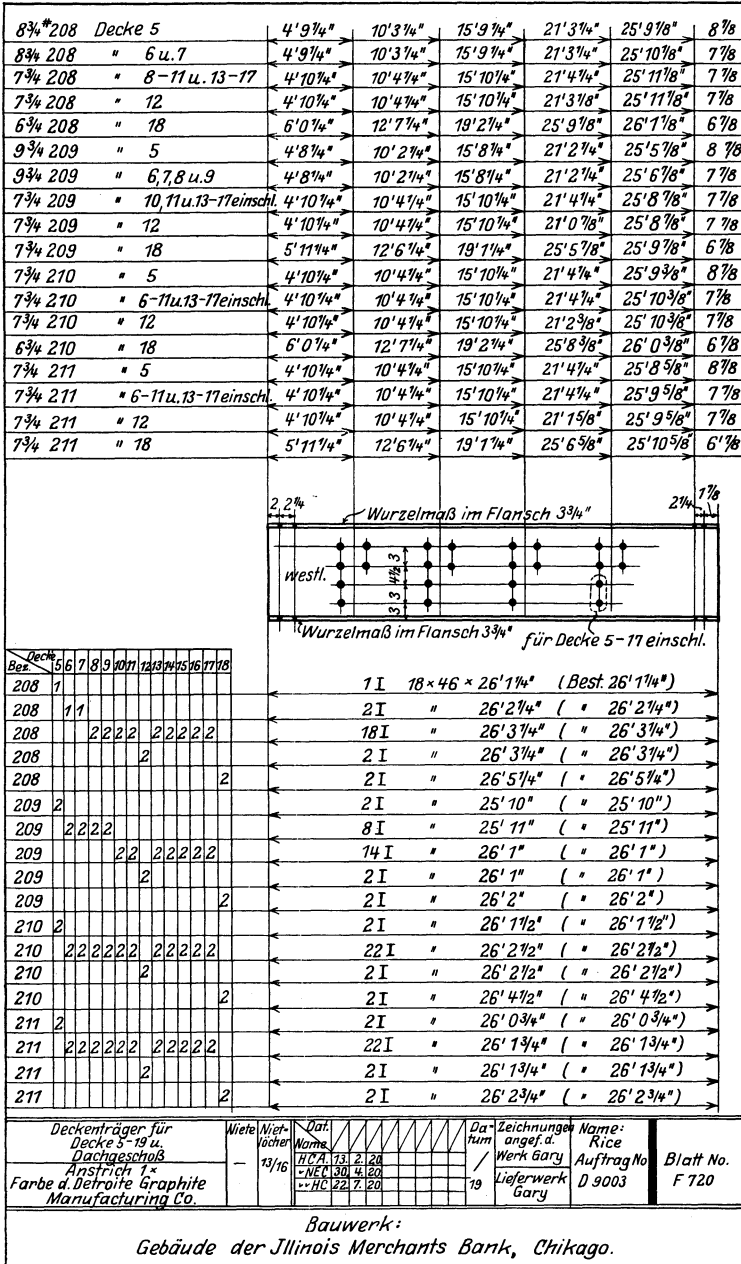 8¾# 208 Decke 5 4'9¼" 10'3¼" 15'9¼" 21'3¼" 25'9⅞" 8⅞
8¾ 208 " 6 u. 7 4'9¼" 10'3¼" 15'9¼" 21'3¼" 25'10⅞" 7⅞
7¾ 208 " 8-11 u. 13-17 4'10¼" 10'4¼" 15'10¼" 21'4¼" 25'11⅞" 7⅞
7¾ 208 " 12 4'10¼" 10'4¼" 15'10¼" 21'3⅞" 25'11⅞" 7⅞
6¾ 208 " 18 6'0¼" 12'7¼" 19'2¼" 25'9⅞" 26'1⅞" 6⅞
9¾ 209 " 5 4'8¼" 10'2¼" 15'8¼" 21'2¼" 25'5⅞" 8⅞
9¾ 209 " 6,7,8 u. 9 4'8¼" 10'2¼" 15'8¼" 21'2¼" 25'6⅞" 7⅞
7¾ 209 " 10,11 u. 13-17 einschl. 4'10¼" 10'4¼" 15'10¼" 21'4¼" 25'8⅞" 7⅞
7¾ 209 " 12 4'10¼" 10'4¼" 15'10¼" 21'0⅞" 25'8⅞" 7⅞
7¾ 209 " 18 5'11¼" 12'6¼" 19'1¼" 25'5⅞" 25'9⅞" 6⅞
7¾ 210 " 5 4'10¼" 10'4¼" 15'10¼" 21'4¼" 25'9⅜" 8⅞
7¾ 210 " 6-11 u. 13-17 einschl. 4'10¼" 10'4¼" 15'10¼" 21'4¼" 25'10⅜" 7⅞
7¾ 210 " 12 4'10¼" 10'4¼" 15'10¼" 21'2⅜" 25'10⅜" 7⅞
6¾ 210 " 18 6'0¼" 12'7¼" 19'2¼" 25'8⅜" 26'0⅜" 6⅞
7¾ 211 " 5 4'10¼" 10'4¼" 15'10¼" 21'4¼" 25'8⅝" 8⅞
7¾ 211 " 6-11 u. 13-17 einschl. 4'10¼" 10'4¼" 15'10¼" 21'4¼" 25'9⅝" 7⅞
7¾ 211 " 12 4'10¼" 10'4¼" 15'10¼" 21'1⅝" 25'9⅝" 7⅞
7¾ 211 " 18 5'11¼" 12'6¼" 19'1¼" 25'6⅝" 25'10⅝" 6'⅞
2 2¼ Wurzelmaß im Flansch 3¾" 2¼ 1⅞
westl. 3 4½ 3 3
Wurzelmaß im Flansch 3¾" für Decke 5-17 einschl.
Bez. Decke 5 6 7 8 9 10 11 12 13 14 15 16 17 18
208 1 1 I 18 × 46 × 26'1¼" (Best. 26'1¼")
208 1 1 2 I " 26'2¼" ( " 26'2¼")
208 2 2 2 2 2 2 2 2 2 18 I " 26'3¼" ( " 26'3¼")
208 2 2 I " 26'3¼" ( " 26'3¼")
208 2 2 I " 26'5¼" ( " 26'5¼")
209 2 2 I " 25'10" ( " 25'10")
209 2 2 2 2 8 I " 25'11" ( " 25'11")
209 2 2 2 2 2 2 2 14 I " 26'1" ( " 26'1")
209 2 2 I " 26'1" ( " 26'1")
209 2 2 I " 26'2" ( " 26'2")
210 2 2 I " 26'1½" ( " 26'1½")
210 2 2 2 2 2 2 2 2 2 2 2 22 I " 26'2½" ( " 26'2½")
210 2 2 I " 26'2½" ( " 26'2½")
210 2 2 I " 26'4½" ( " 26'4½")
211 2 2 I " 26'0¾" ( " 26'0¾")
211 2 2 2 2 2 2 2 2 2 2 2 22 I " 26'1¾" ( " 26'1¾")
211 2 2 I " 26'1¾" ( " 26'1¾")
211 2 2 I " 26'2¾" ( " 26'2¾")
Deckenträger für
Decke 5-19 u.
Dachgeschoß
Anstrich 1×
Farbe d. Detroite Graphite
Manufacturing Co.
Niete
—
Niet-
löcher
13/16
Dat.
Name
HCA. 13. 2. 20
NEC 30. 4. 20
HC 22. 7. 20
Da-
tum
/
19
Zeichnungen
angef. d.
Werk Gary
Lieferwerk
Gary
Name:
Rice
Auftrag No
D 9003
Blatt No.
F 720
Bauwerk:
Gebäude der Jllinois Merchants Bank, Chikago.